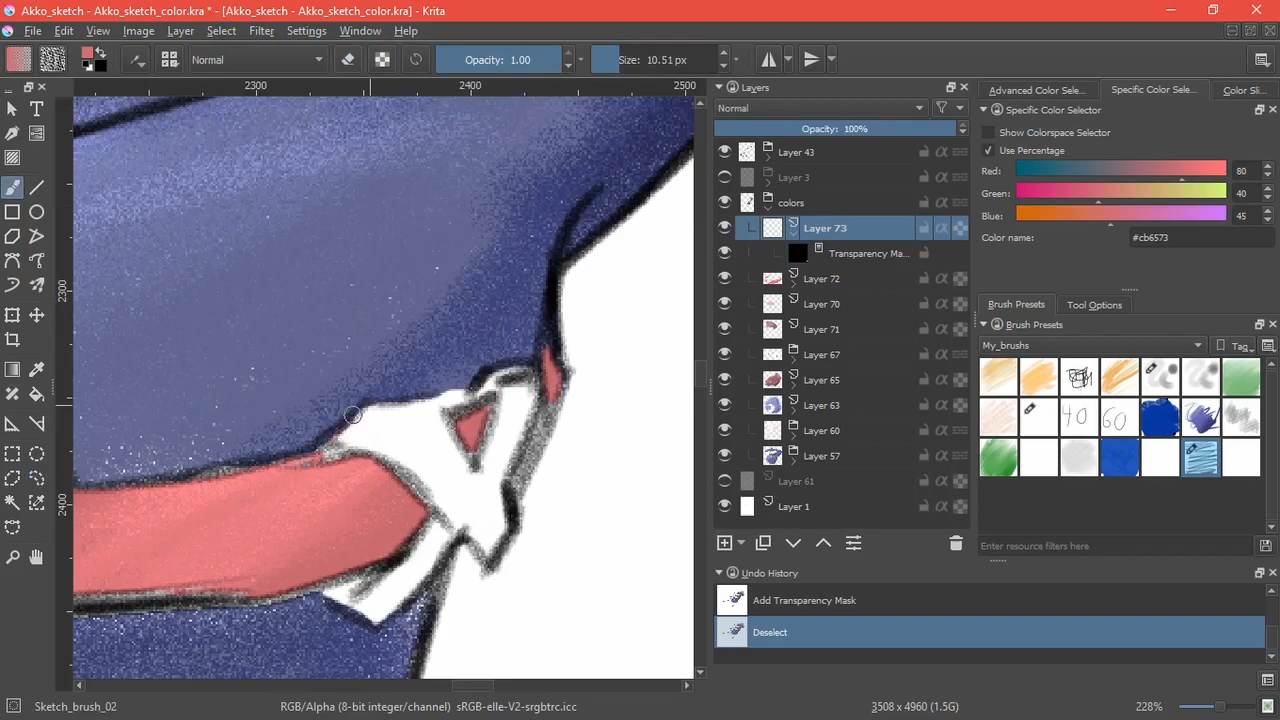 Akko_sketch - Akko_sketch_color.kra * - [Akko_sketch - Akko_sketch_color.kra] - Krita
File Edit View Image Layer Select Filter Settings Window Help
Normal Opacity: 1.00 Size: 10.51 px
2300 2400 2500
2300
2400
Layers
Normal
Opacity: 100%
Layer 43
Layer 3
colors
Layer 73
Transparency Ma...
Layer 72
Layer 70
Layer 71
Layer 67
Layer 65
Layer 63
Layer 60
Layer 57
Layer 61
Layer 1
Undo History
Add Transparency Mask
Deselect
Advanced Color Sele... Specific Color Sele... Color Sli...
Specific Color Selector
Show Colorspace Selector
Use Percentage
Red: 80
Green: 40
Blue: 45
Color name: #cb6573
Brush Presets Tool Options
Brush Presets
My_brushs Tag
40 60
Enter resource filters here
Sketch_brush_02 RGB/Alpha (8-bit integer/channel) sRGB-elle-V2-srgbtrc.icc 3508 x 4960 (1.5G) 228%